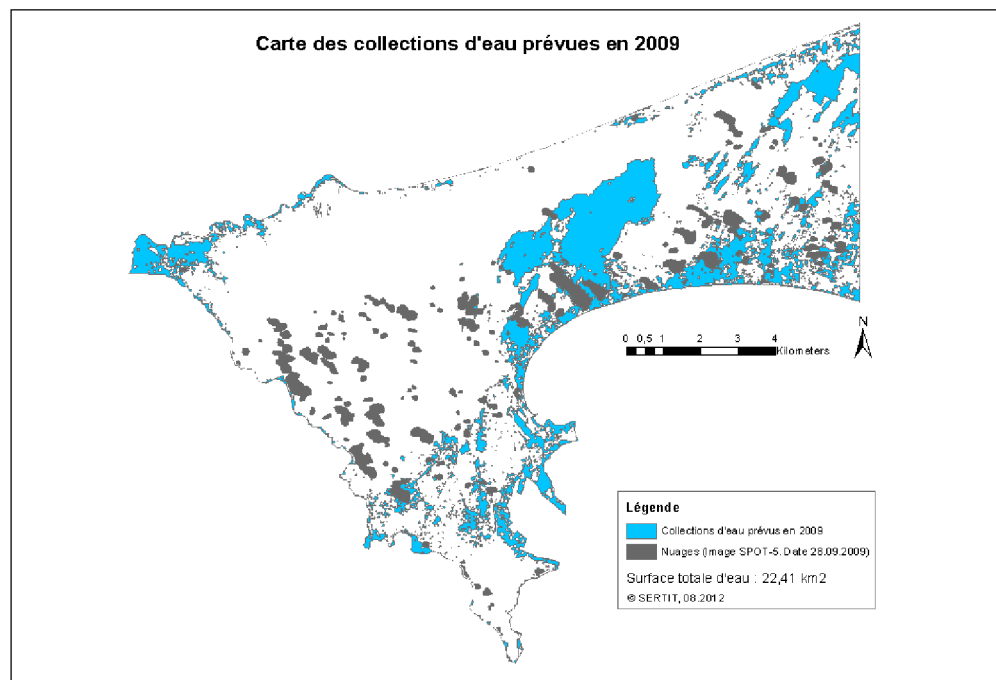 Carte des collections d'eau prévues en 2009
N
0 0,5 1 2 3 4
Kilometers
Légende
Collections d'eau prévus en 2009
Nuages (Image SPOT-5. Date 28.09.2009)
Surface totale d'eau : 22,41 km2
© SERTIT, 08.2012